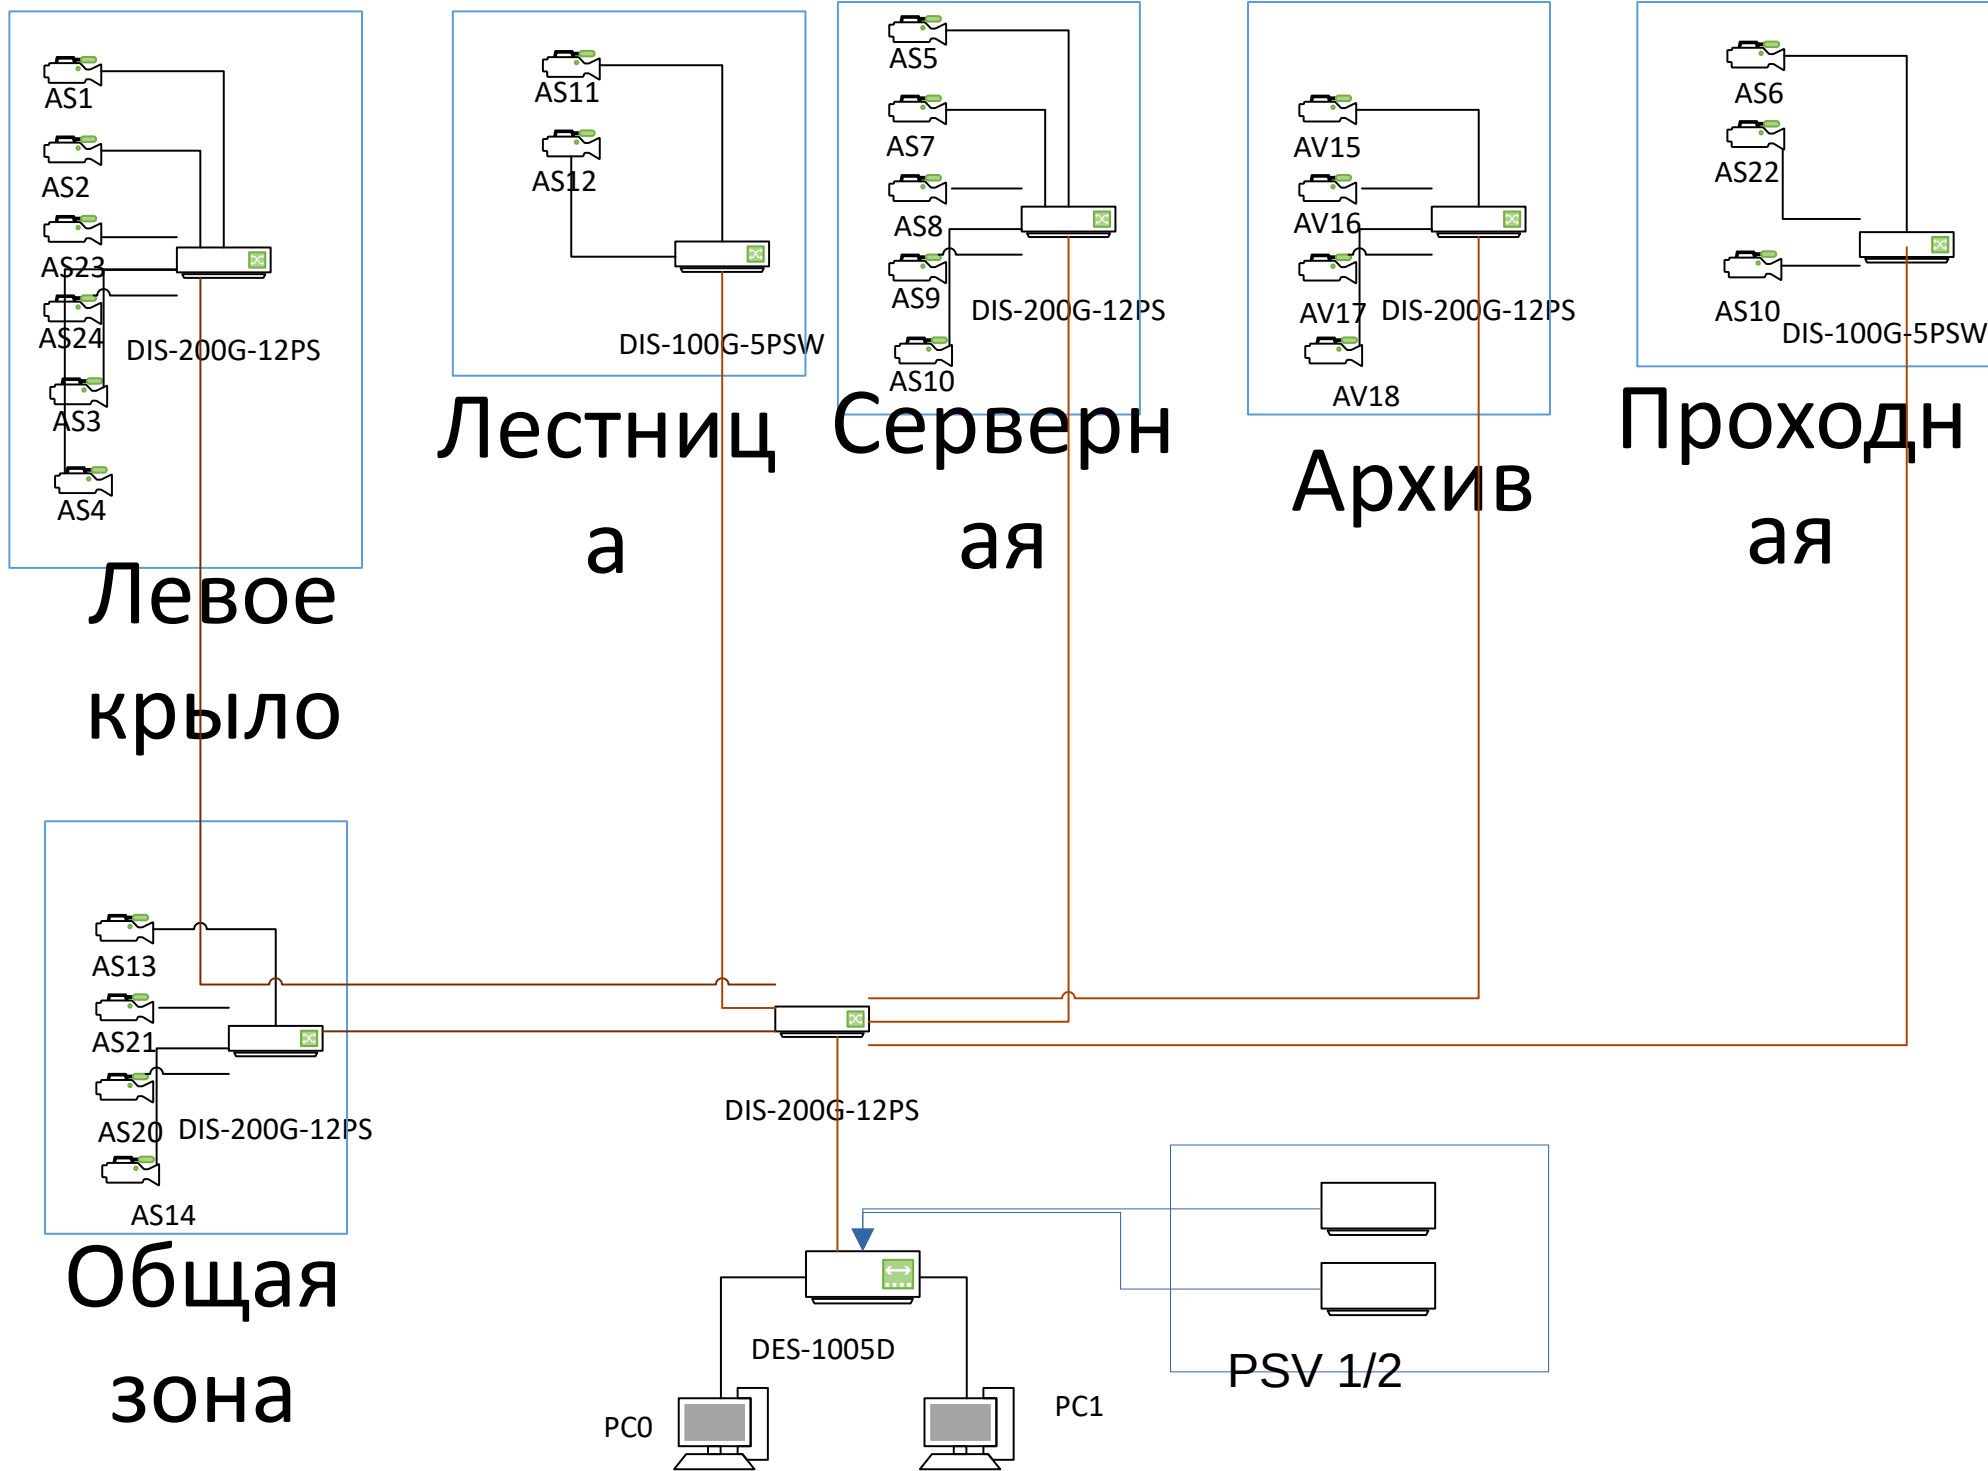 AS1
AS2
AS23
AS24
DIS-200G-12PS
AS3
AS4
Левое
крыло
AS11
AS12
DIS-100G-5PSW
Лестниц
а
AS5
AS7
AS8
AS9
DIS-200G-12PS
AS10
Серверн
ая
AV15
AV16
AV17
DIS-200G-12PS
AV18
Архив
AS6
AS22
AS10
DIS-100G-5PSW
Проходн
ая
AS13
AS21
AS20
DIS-200G-12PS
AS14
Общая
зона
DIS-200G-12PS
DES-1005D
PC0
PC1
PSV 1/2